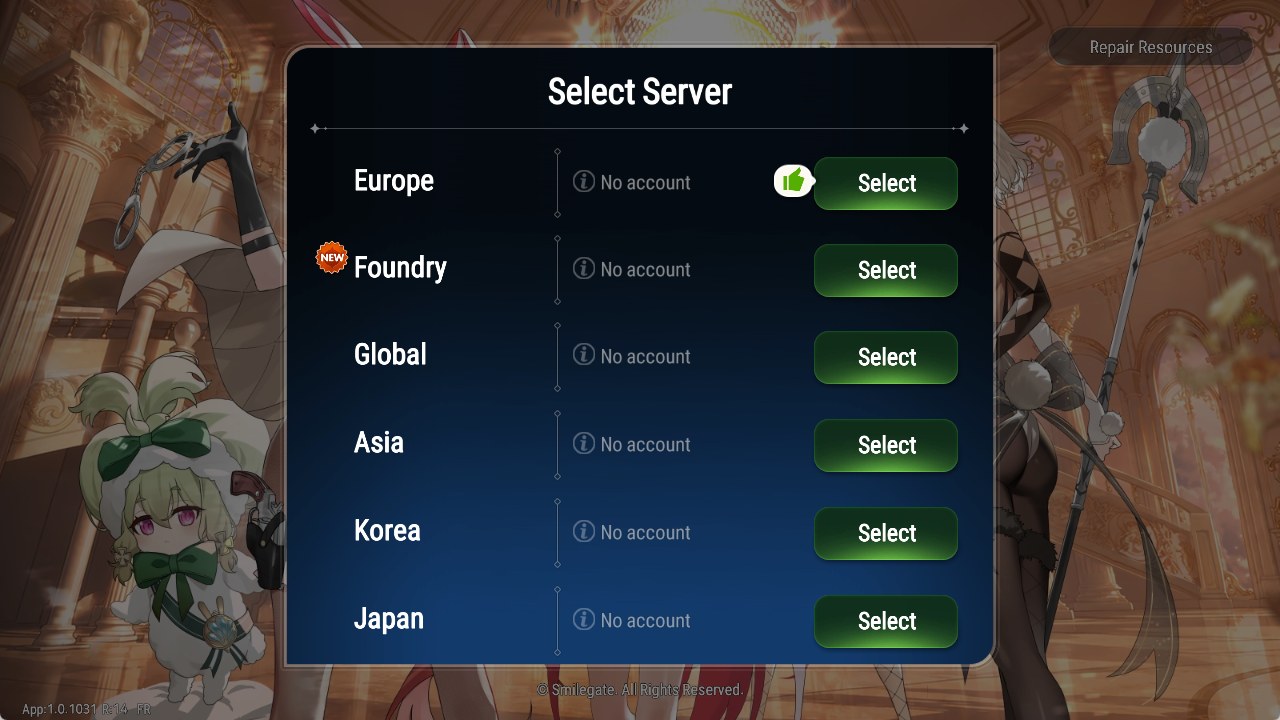 Repair Resources
Select Server
Europe
No account
Select
NEW
Foundry
No account
Select
Global
No account
Select
Asia
No account
Select
Korea
No account
Select
Japan
No account
Select
© Smilegate. All Rights Reserved.
App:1.0.1031 R:14 FR